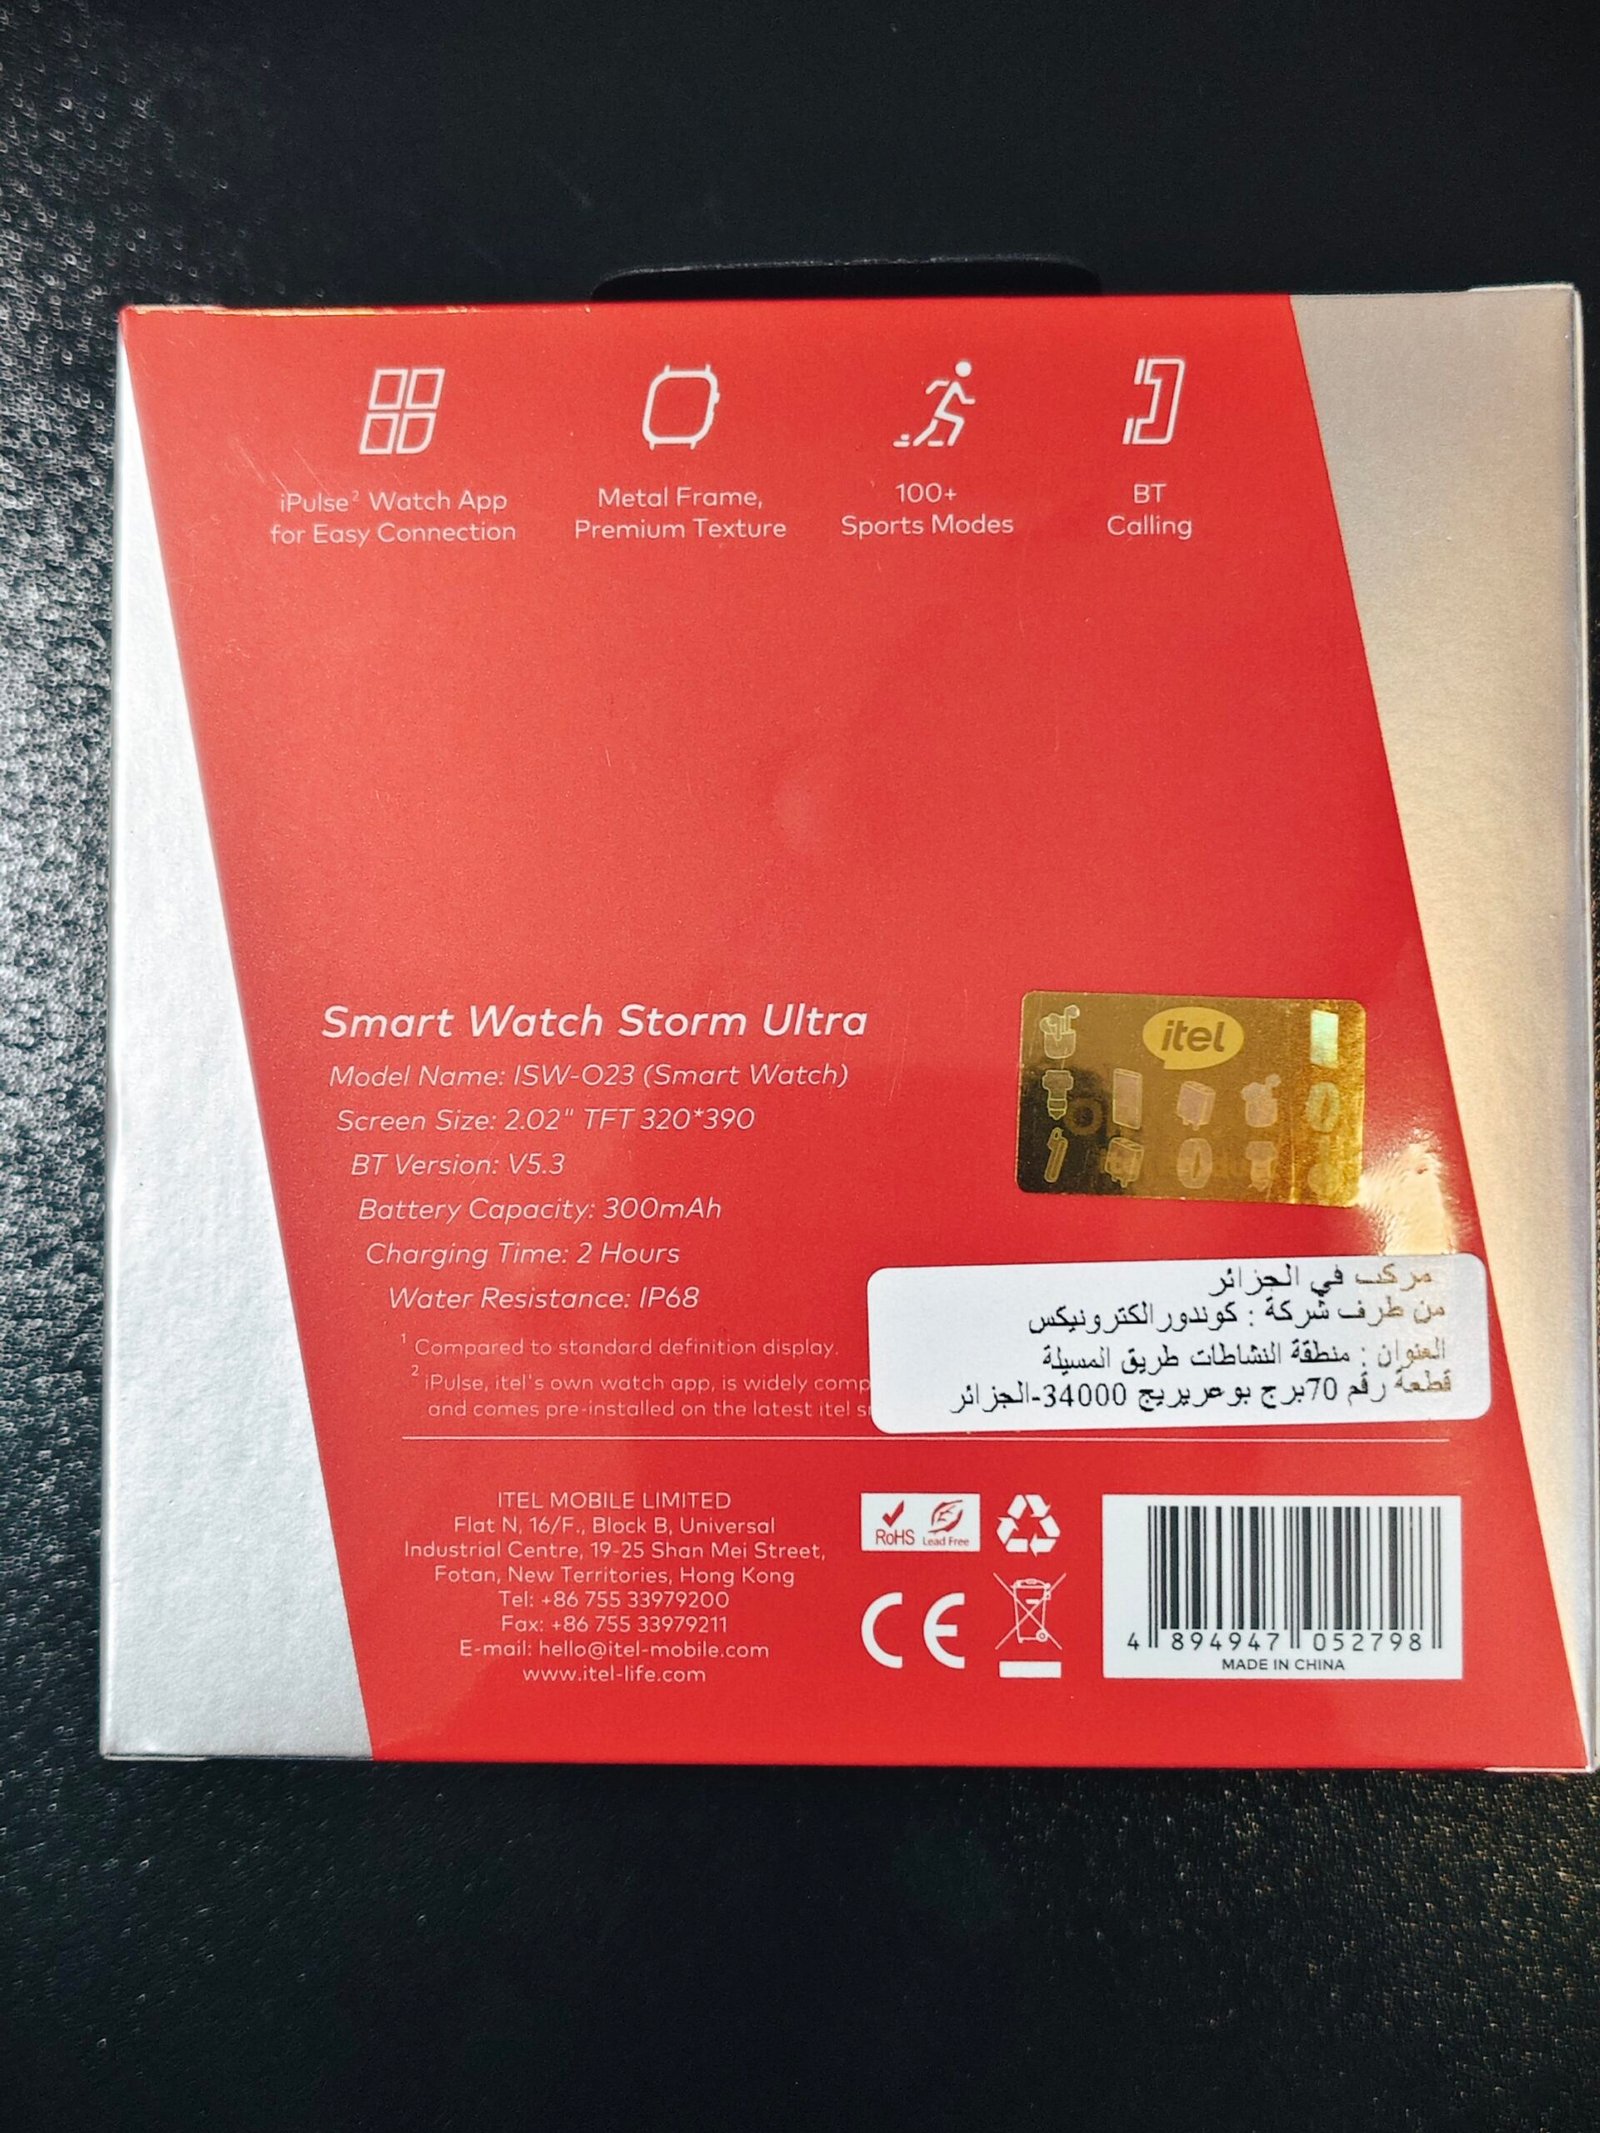 iPulse² Watch App
for Easy Connection
Metal Frame,
Premium Texture
100+
Sports Modes
BT
Calling
Smart Watch Storm Ultra
Model Name: ISW-O23 (Smart Watch)
Screen Size: 2.02" TFT 320*390
BT Version: V5.3
Battery Capacity: 300mAh
Charging Time: 2 Hours
Water Resistance: IP68
¹ Compared to standard definition display.
² iPulse, itel's own watch app, is widely comp
and comes pre-installed on the latest itel
itel
مركب في الجزائر
من طرف شركة : كوندورالكترونيكس
العنوان : منطقة النشاطات طريق المسيلة
قطعة رقم 70برج بوعريريج 34000-الجزائر
ITEL MOBILE LIMITED
Flat N, 16/F., Block B, Universal
Industrial Centre, 19-25 Shan Mei Street,
Fotan, New Territories, Hong Kong
Tel: +86 755 33979200
Fax: +86 755 33979211
E-mail: hello@itel-mobile.com
www.itel-life.com
RoHS Lead Free
CE
4 894947 052798
MADE IN CHINA